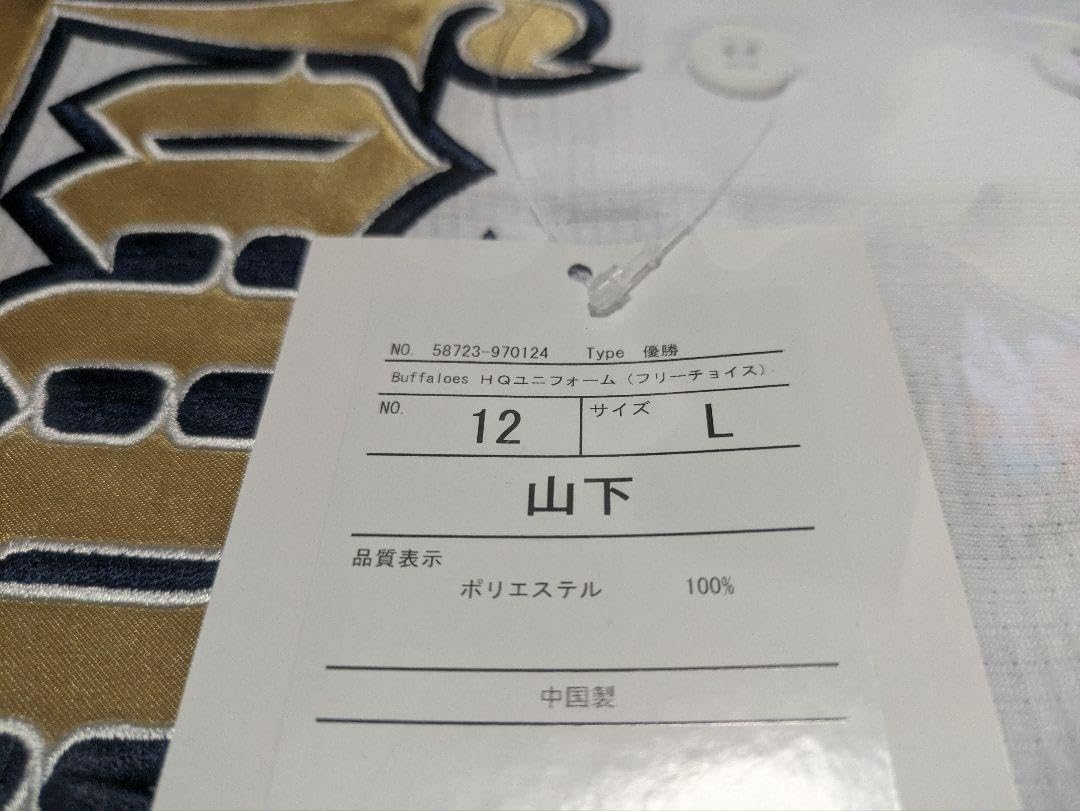 NO. 58723-970124 Type 優勝
Buffaloes HQユニフォーム(フリーチョイス)
NO. 12 サイズ L
山下
品質表示
ポリエステル 100%
中国製